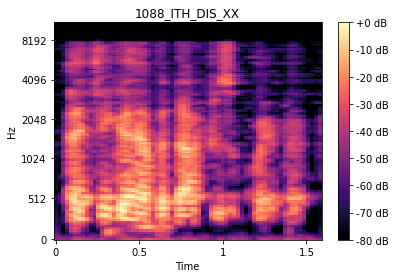 1088_ITH_DIS_XX
+0 dB
8192
-10 dB
4096
-20 dB
-30 dB
2048
Hz
-40 dB
1024
-50 dB
512
-60 dB
-70 dB
0
-80 dB
0
0.5
1
1.5
Time